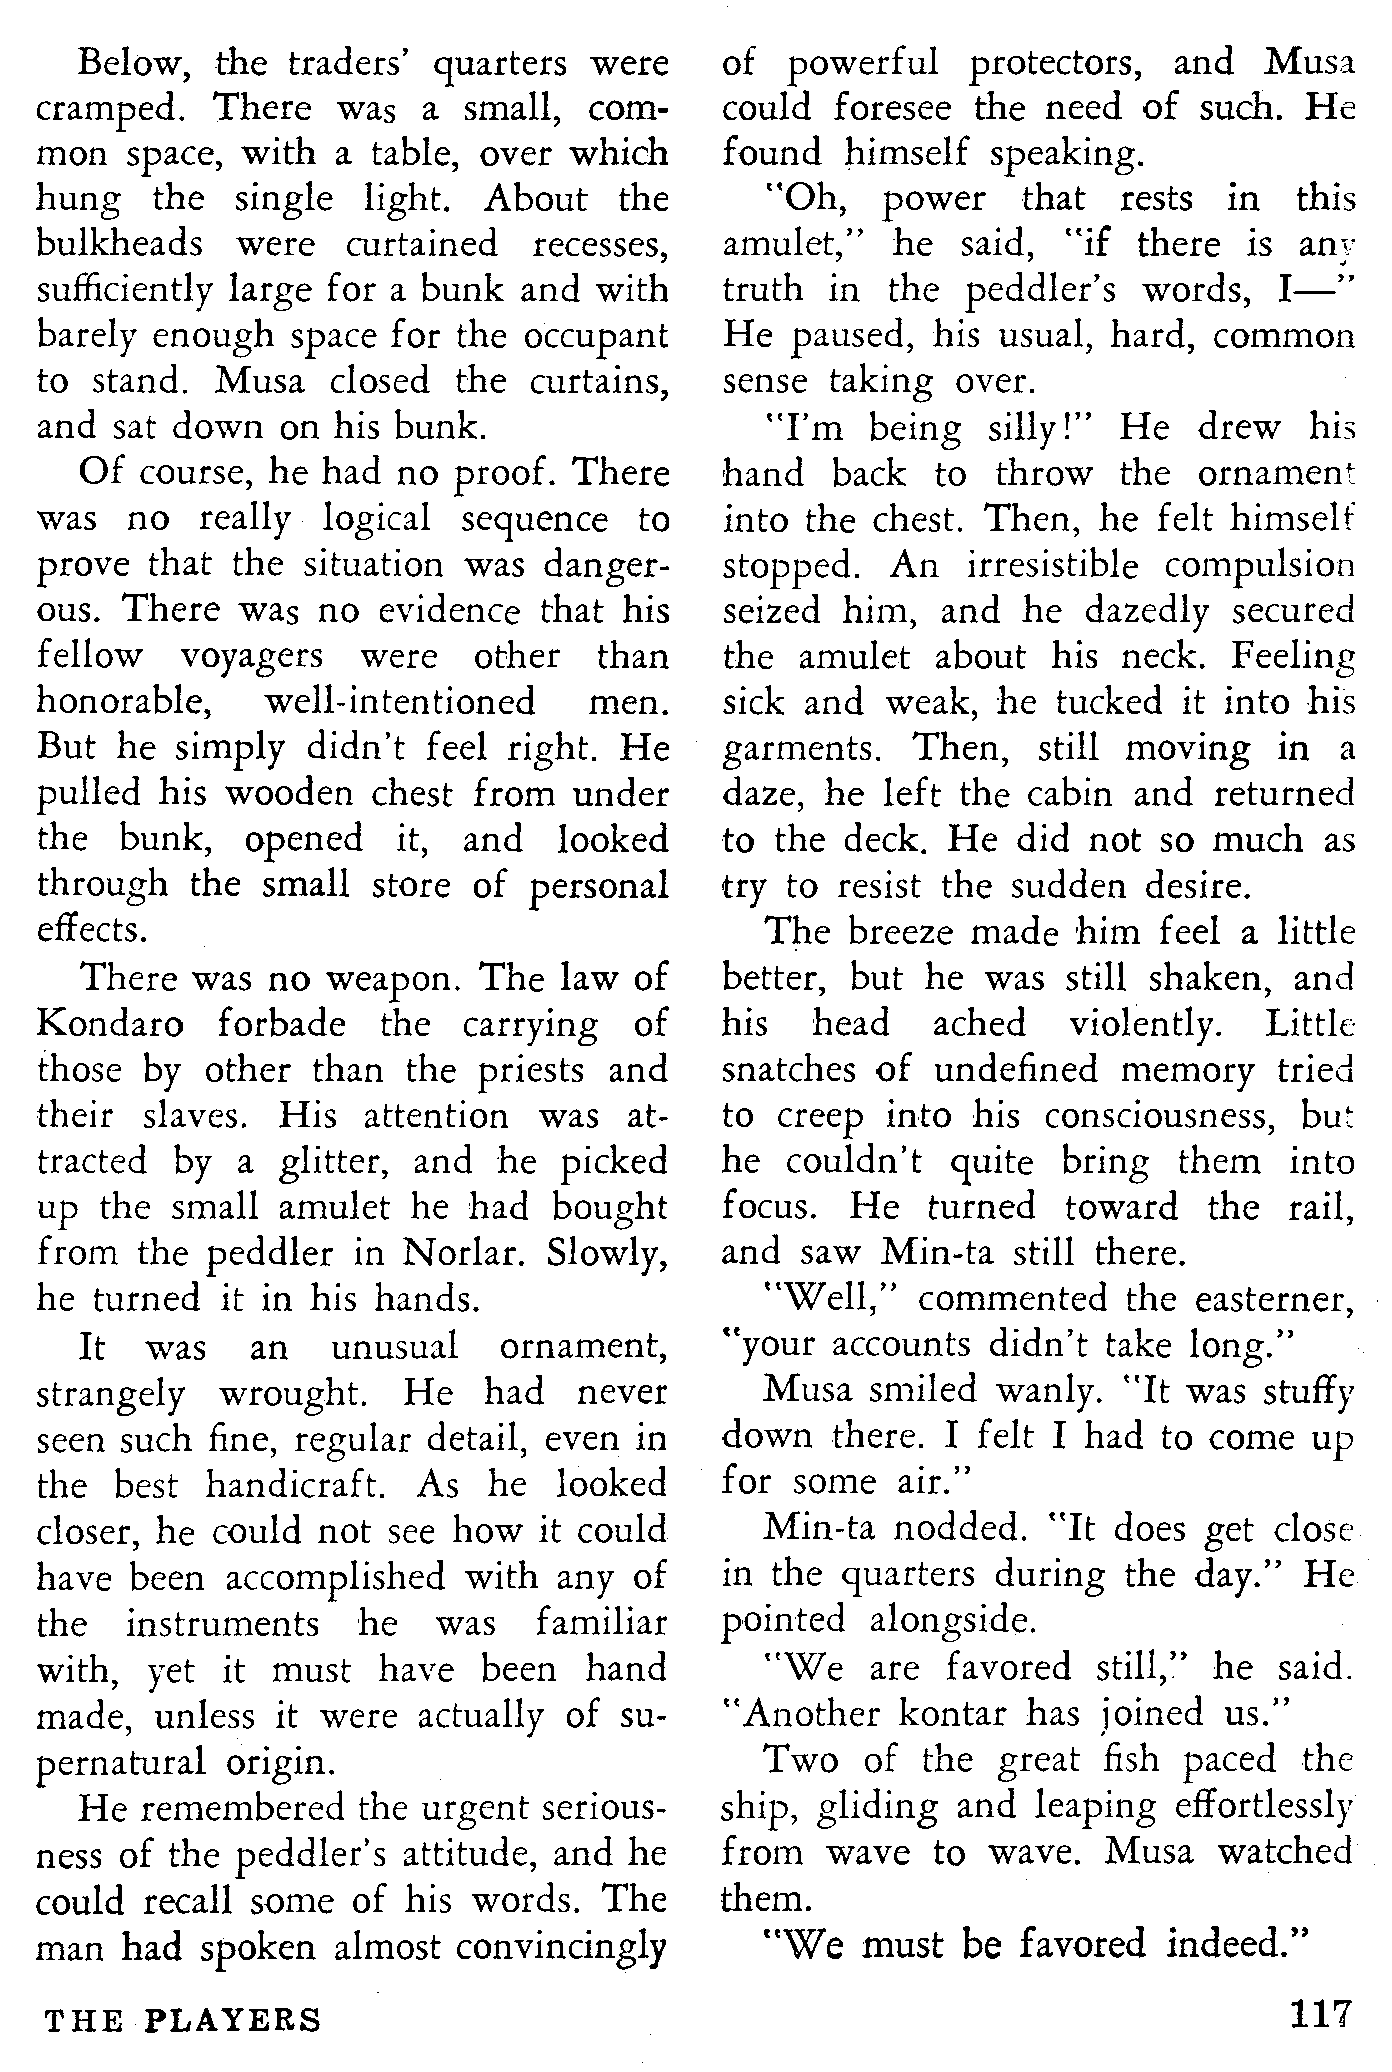 Below, the traders' quarters were
cramped. There was a small, com-
mon space, with a table, over which
hung the single light. About the
bulkheads were curtained recesses,
sufficiently large for a bunk and with
barely enough space for the occupant
to stand. Musa closed the curtains,
and sat down on his bunk.
Of course, he had no proof. There
was no really logical sequence to
prove that the situation was danger-
ous. There was no evidence that his
fellow voyagers were other than
honorable, well-intentioned men.
But he simply didn't feel right. He
pulled his wooden chest from under
the bunk, opened it, and looked
through the small store of personal
effects.
There was no weapon. The law of
Kondaro forbade the carrying of
those by other than the priests and
their slaves. His attention was at-
tracted by a glitter, and he picked
up the small amulet he had bought
from the peddler in Norlar. Slowly,
he turned it in his hands.
It was an unusual ornament,
strangely wrought. He had never
seen such fine, regular detail, even in
the best handicraft. As he looked
closer, he could not see how it could
have been accomplished with any of
the instruments he was familiar
with, yet it must have been hand
made, unless it were actually of su-
pernatural origin.
He remembered the urgent serious-
ness of the peddler's attitude, and he
could recall some of his words. The
man had spoken almost convincingly
of powerful protectors, and Musa
could foresee the need of such. He
found himself speaking.
"Oh, power that rests in this
amulet," he said, "if there is any
truth in the peddler's words, I—"
He paused, his usual, hard, common
sense taking over.
"I'm being silly!" He drew his
hand back to throw the ornament
into the chest. Then, he felt himself
stopped. An irresistible compulsion
seized him, and he dazedly secured
the amulet about his neck. Feeling
sick and weak, he tucked it into his
garments. Then, still moving in a
daze, he left the cabin and returned
to the deck. He did not so much as
try to resist the sudden desire.
The breeze made him feel a little
better, but he was still shaken, and
his head ached violently. Little
snatches of undefined memory tried
to creep into his consciousness, but
he couldn't quite bring them into
focus. He turned toward the rail,
and saw Min-ta still there.
"Well," commented the easterner,
"your accounts didn't take long."
Musa smiled wanly. "It was stuffy
down there. I felt I had to come up
for some air."
Min-ta nodded. "It does get close
in the quarters during the day." He
pointed alongside.
"We are favored still," he said.
"Another kontar has joined us."
Two of the great fish paced the
ship, gliding and leaping effortlessly
from wave to wave. Musa watched
them.
"We must be favored indeed."
THE PLAYERS
117